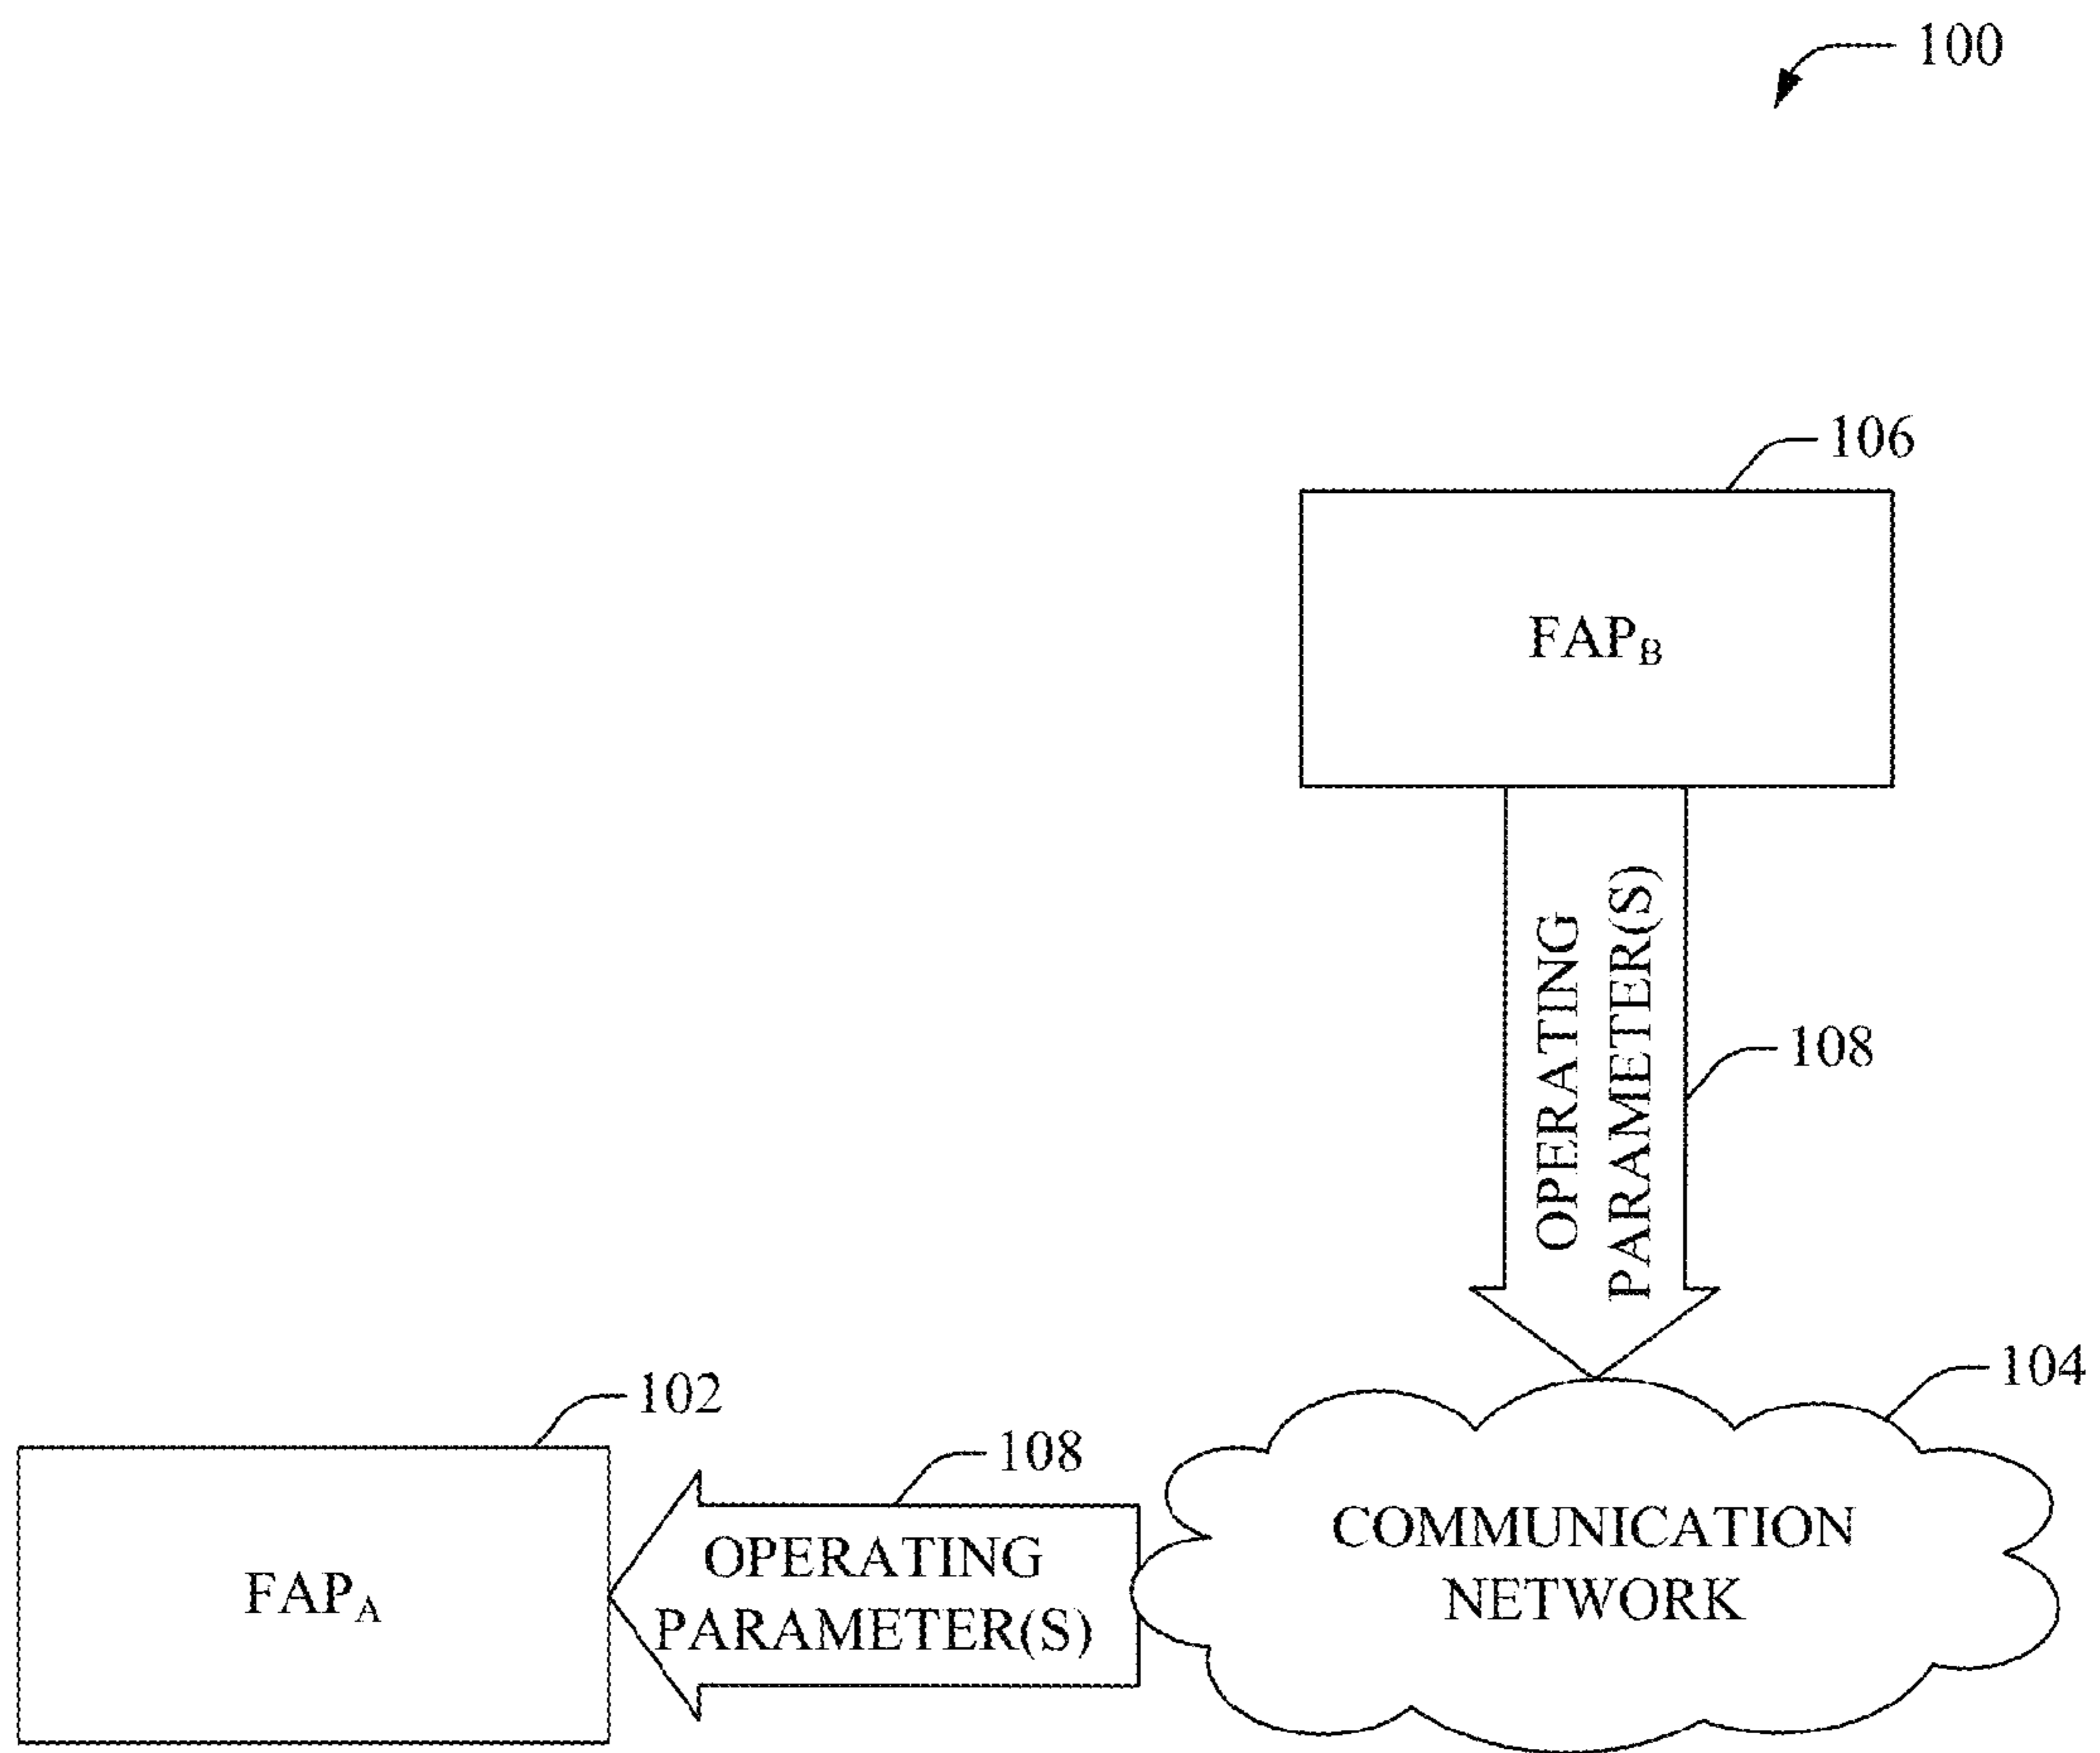 100
106
FAPB
OPERATING
PARAMETER(S)
108
104
102
108
COMMUNICATION
NETWORK
OPERATING
PARAMETER(S)
FAPA